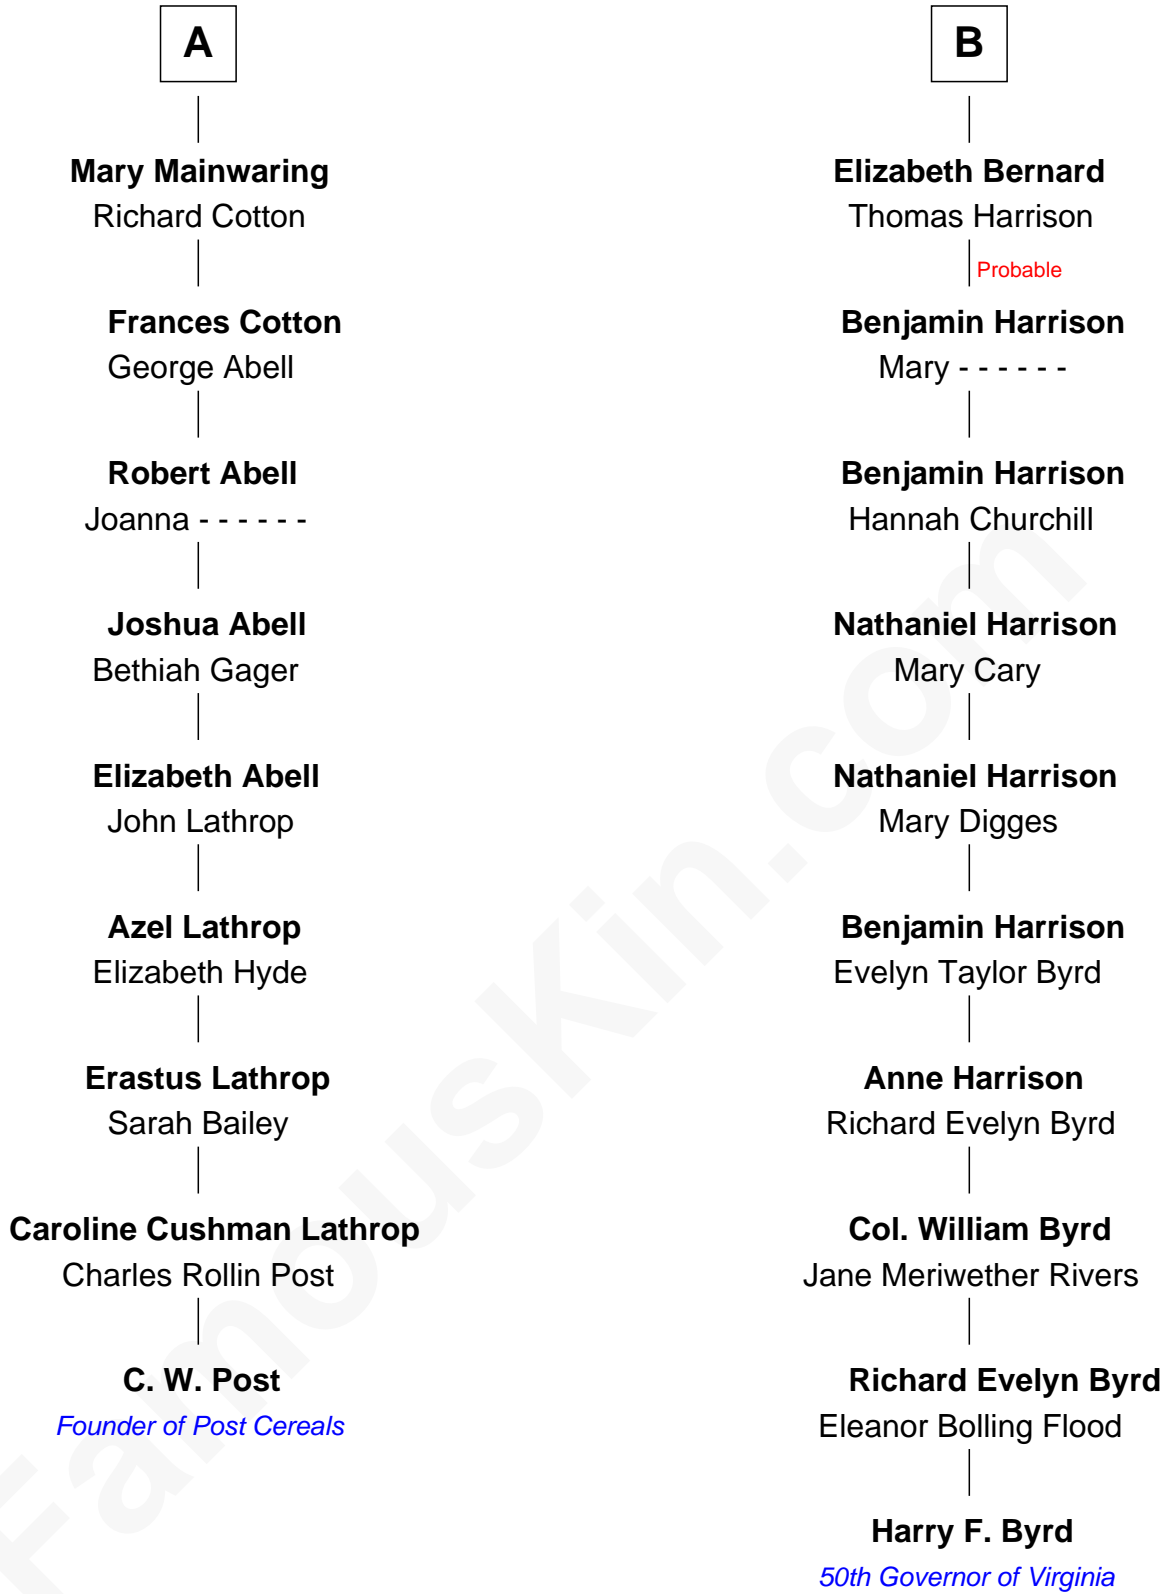 A
Mary Mainwaring
Richard Cotton
Frances Cotton
George Abell
Robert Abell
Joanna - - - - - -
Joshua Abell
Bethiah Gager
Elizabeth Abell
John Lathrop
Azel Lathrop
Elizabeth Hyde
Erastus Lathrop
Sarah Bailey
Caroline Cushman Lathrop
Charles Rollin Post
C. W. Post
Founder of Post Cereals
B
Elizabeth Bernard
Thomas Harrison
Probable
Benjamin Harrison
Mary - - - - - -
Benjamin Harrison
Hannah Churchill
Nathaniel Harrison
Mary Cary
Nathaniel Harrison
Mary Digges
Benjamin Harrison
Evelyn Taylor Byrd
Anne Harrison
Richard Evelyn Byrd
Col. William Byrd
Jane Meriwether Rivers
Richard Evelyn Byrd
Eleanor Bolling Flood
Harry F. Byrd
50th Governor of Virginia
FamousKin.com